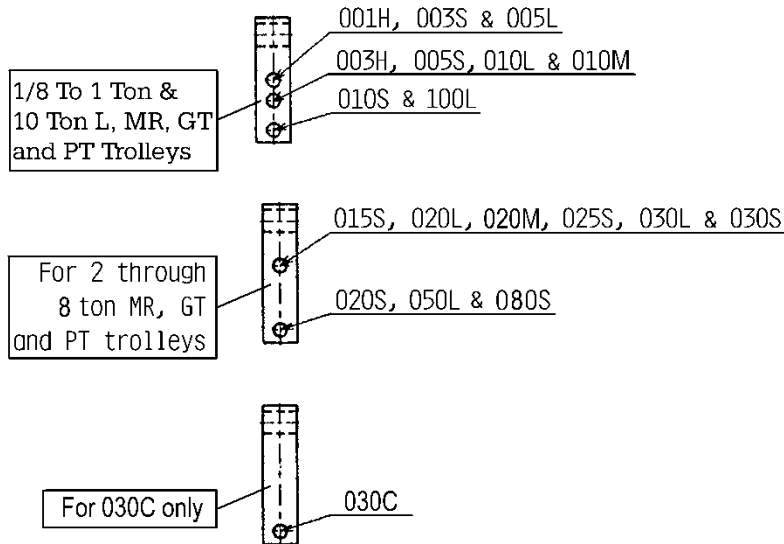 001H, 003S & 005L
003H, 005S, 010L & 010M
1/8 To 1 Ton &
10 Ton L, MR, GT
and PT Trolleys
010S & 100L
015S, 020L, 020M, 025S, 030L & 030S
For 2 through
8 ton MR, GT
and PT trolleys
020S, 050L & 080S
For 030C only
030C